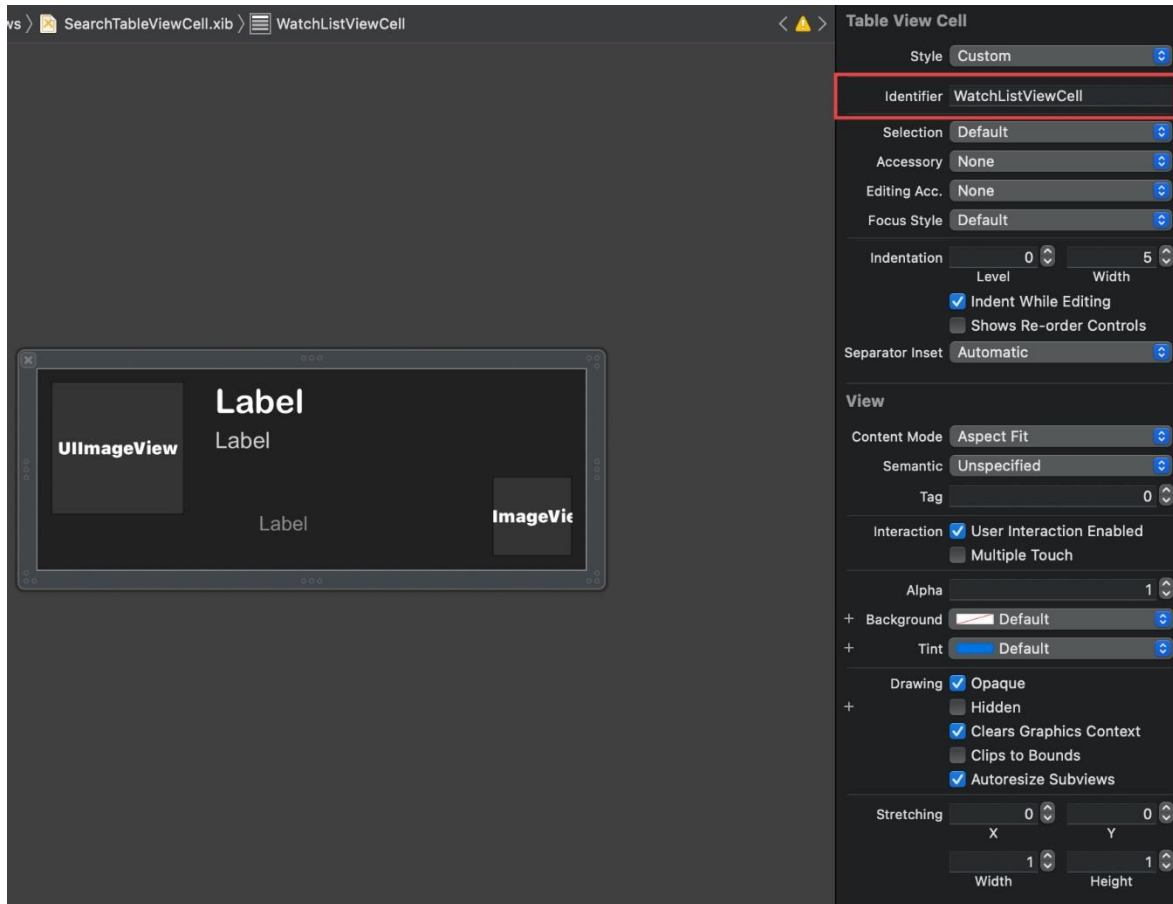 ws 〉 SearchTableViewCell.xib 〉 WatchListViewCell
Table View Cell
Style Custom
Identifier WatchListViewCell
Selection Default
Accessory None
Editing Acc. None
Focus Style Default
Indentation 0 5
Level Width
Indent While Editing
Shows Re-order Controls
Separator Inset Automatic
View
Content Mode Aspect Fit
Semantic Unspecified
Tag 0
Interaction User Interaction Enabled
Multiple Touch
Alpha 1
+ Background Default
+ Tint Default
Drawing Opaque
+ Hidden
Clears Graphics Context
Clips to Bounds
Autoresize Subviews
Stretching 0 0
X Y
1 1
Width Height
UIImageView
Label
Label
Label
ImageVie